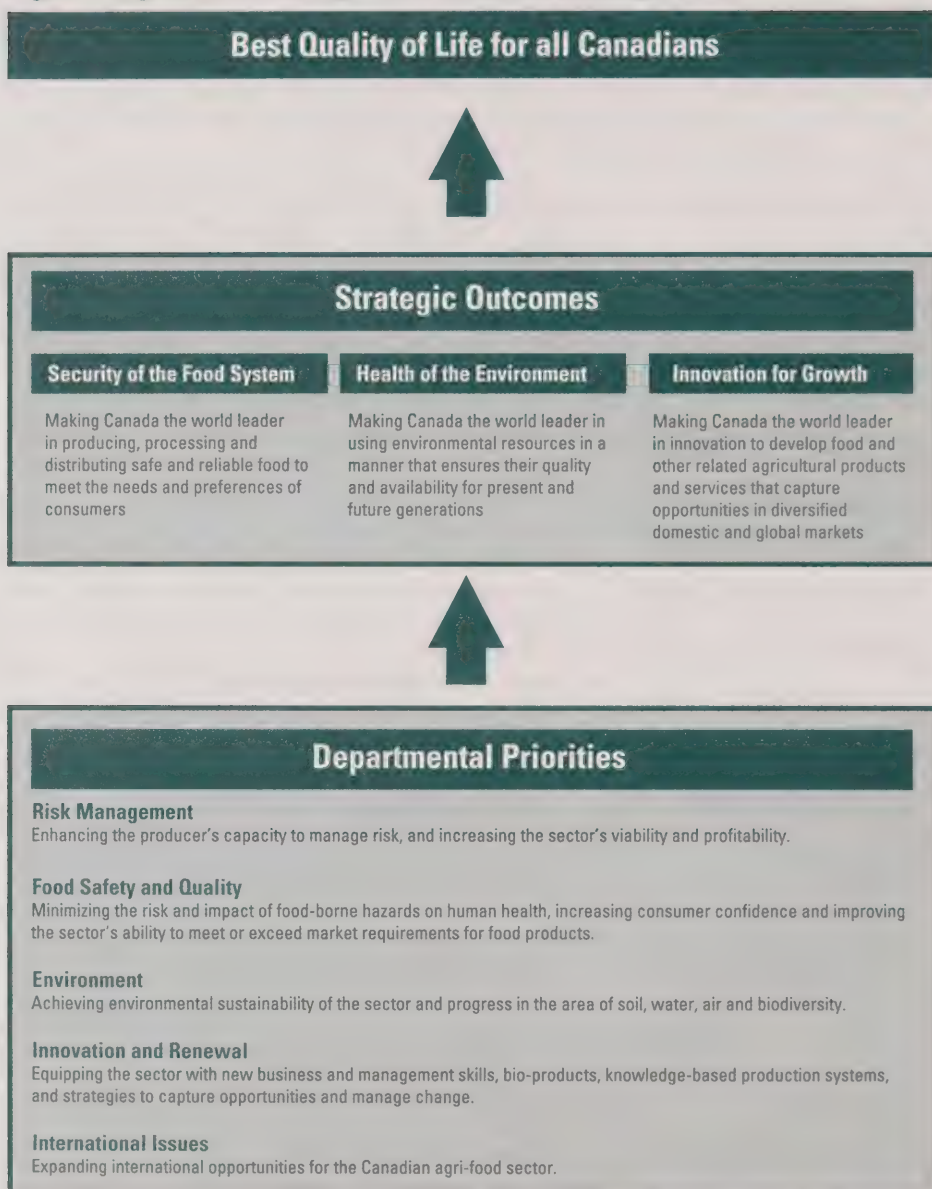 Best Quality of Life for all Canadians
Strategic Outcomes
Security of the Food System
Making Canada the world leader
in producing, processing and
distributing safe and reliable food to
meet the needs and preferences of
consumers
Health of the Environment
Making Canada the world leader in
using environmental resources in a
manner that ensures their quality
and availability for present and
future generations
Innovation for Growth
Making Canada the world leader
in innovation to develop food and
other related agricultural products
and services that capture
opportunities in diversified
domestic and global markets
Departmental Priorities
Risk Management
Enhancing the producer's capacity to manage risk, and increasing the sector's viability and profitability.
Food Safety and Quality
Minimizing the risk and impact of food-borne hazards on human health, increasing consumer confidence and improving
the sector's ability to meet or exceed market requirements for food products.
Environment
Achieving environmental sustainability of the sector and progress in the area of soil, water, air and biodiversity.
Innovation and Renewal
Equipping the sector with new business and management skills, bio-products, knowledge-based production systems,
and strategies to capture opportunities and manage change.
International Issues
Expanding international opportunities for the Canadian agri-food sector.